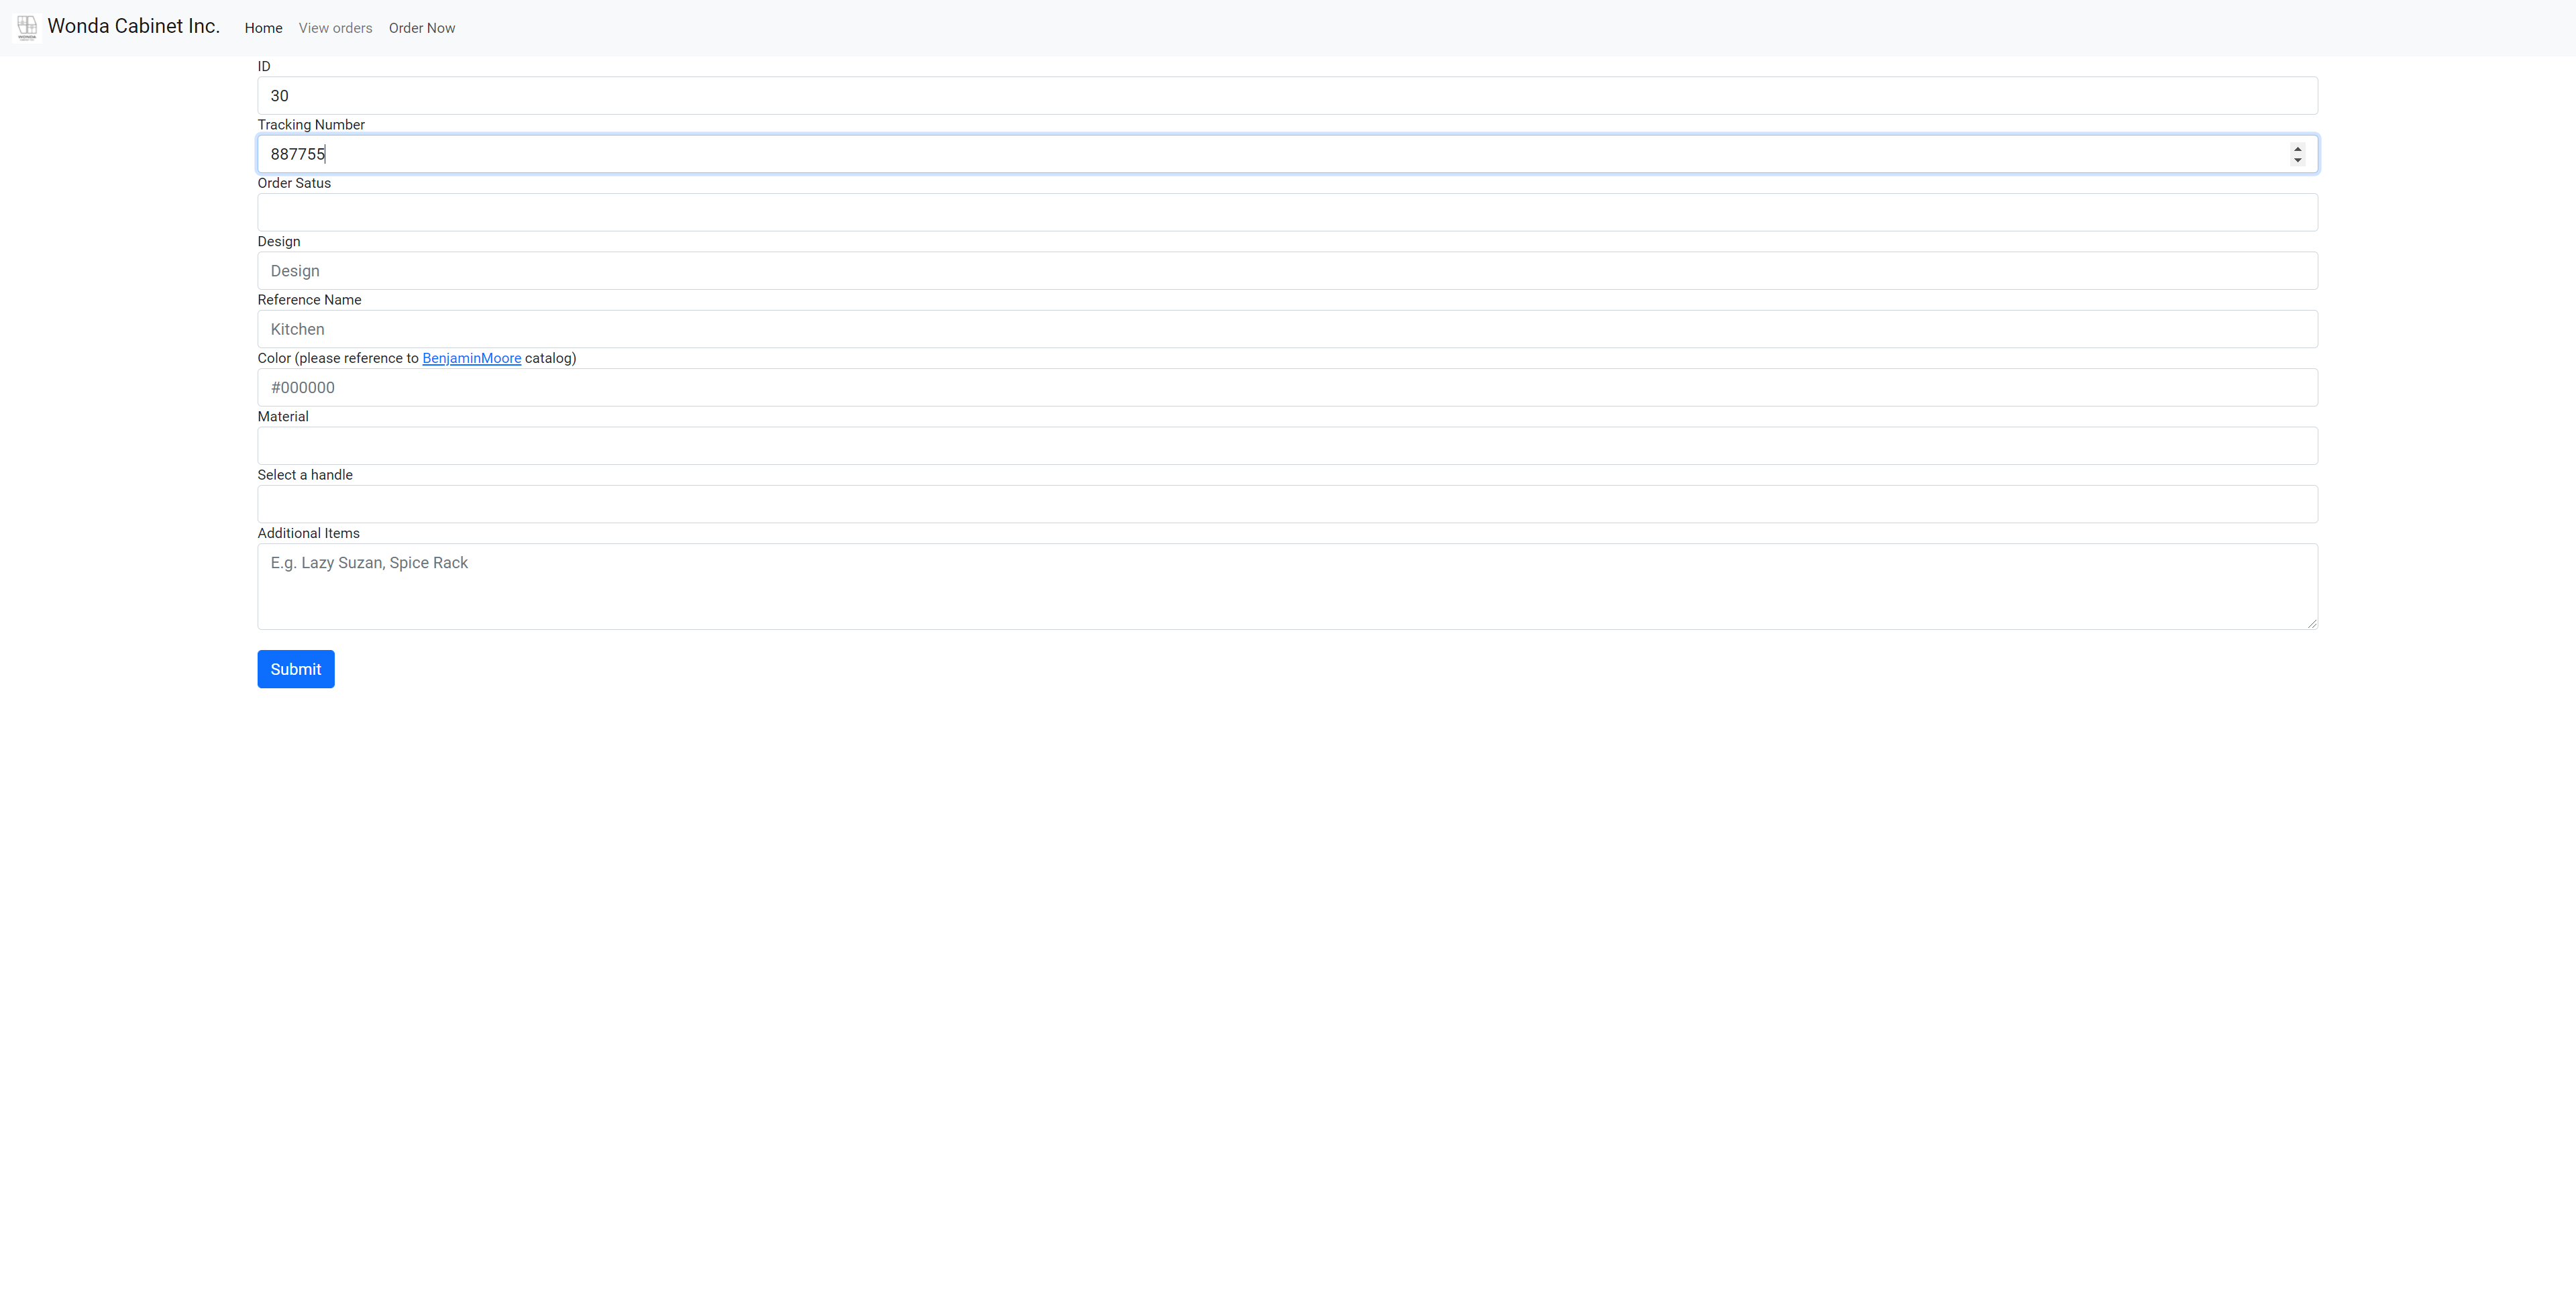 Wonda Cabinet Inc. Home View orders Order Now
ID
30
Tracking Number
887755
Order Satus
Design
Design
Reference Name
Kitchen
Color (please reference to BenjaminMoore catalog)
#000000
Material
Select a handle
Additional Items
E.g. Lazy Suzan, Spice Rack
Submit